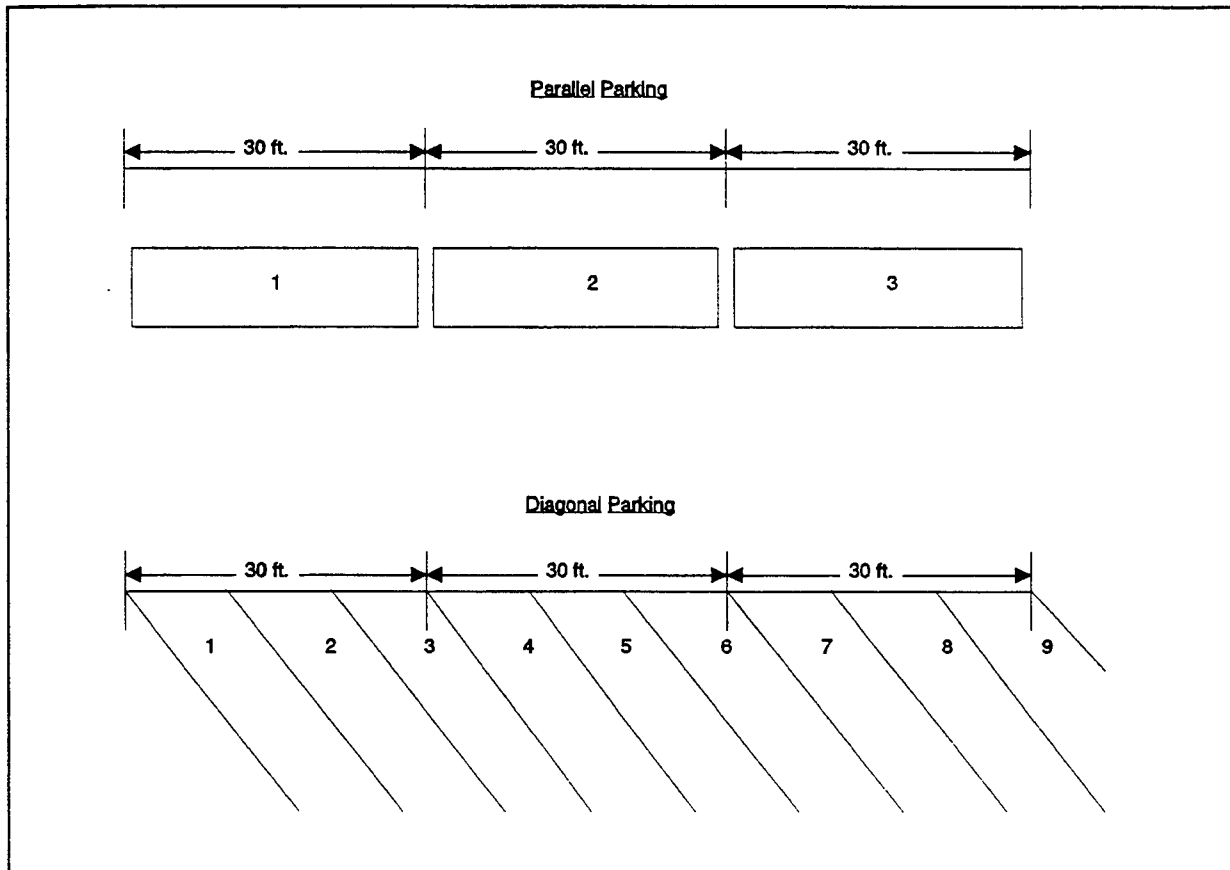 Parallel Parking
30 ft. 30 ft. 30 ft.
1 2 3
Diagonal Parking
30 ft. 30 ft. 30 ft.
1 2 3 4 5 6 7 8 9